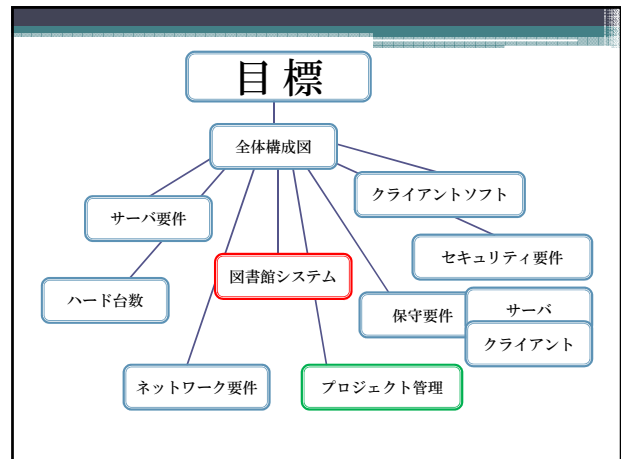 目標
全体構成図
クライアントソフト
サーバ要件
セキュリティ要件
図書館システム
ハード台数
保守要件
サーバ
クライアント
ネットワーク要件
プロジェクト管理